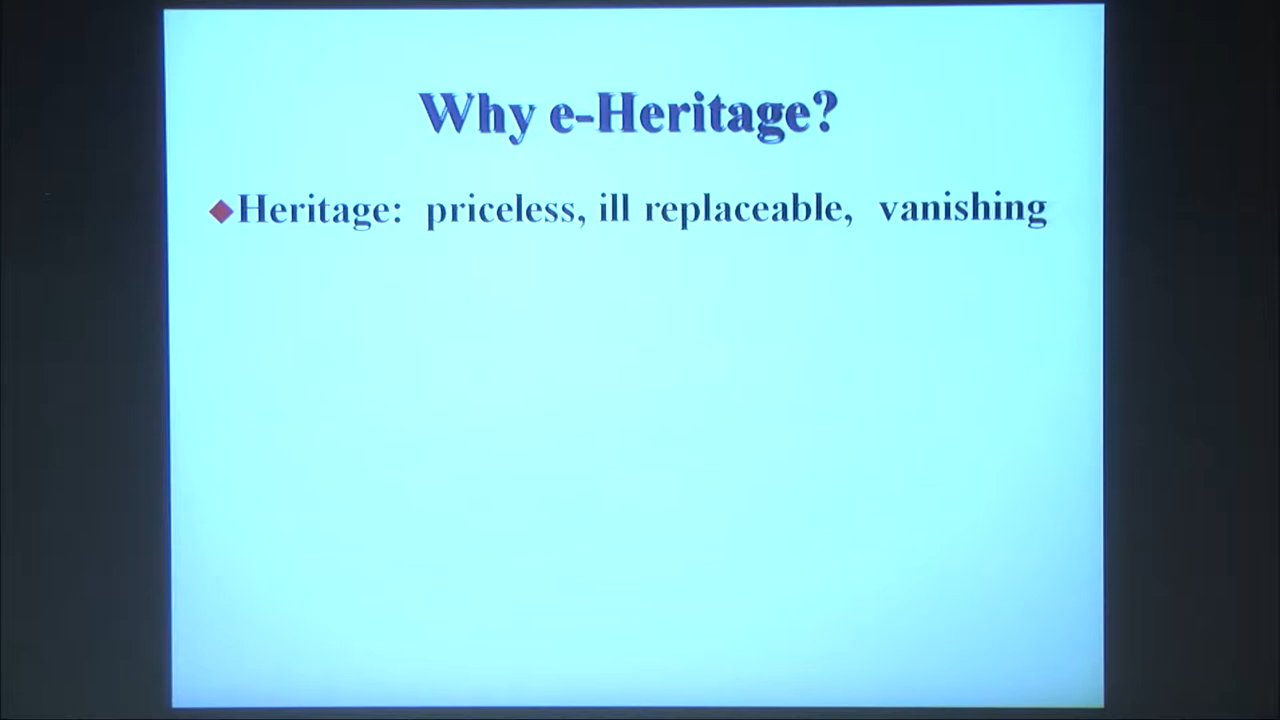 Why e-Heritage?
◆Heritage: priceless, ill replaceable, vanishing